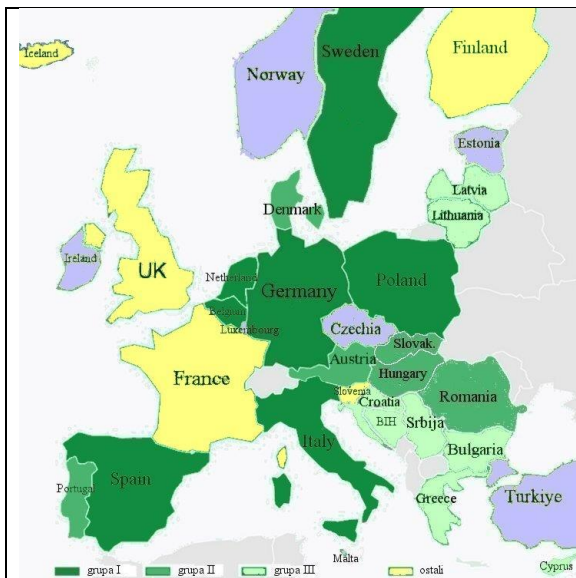 Iceland
Norway
Sweden
Finland
Estonia
Latvia
Lithuania
Denmark
Ireland
UK
Netherland
Belgium
Luxembourg
Germany
Poland
Czechia
Slovak.
Austria
Hungary
France
Slovenia
Croatia
BIH
Srbija
Romania
Bulgaria
Italy
Portugal
Spain
Greece
Turkiye
Malta
Cyprus
grupa I
grupa II
grupa III
ostali